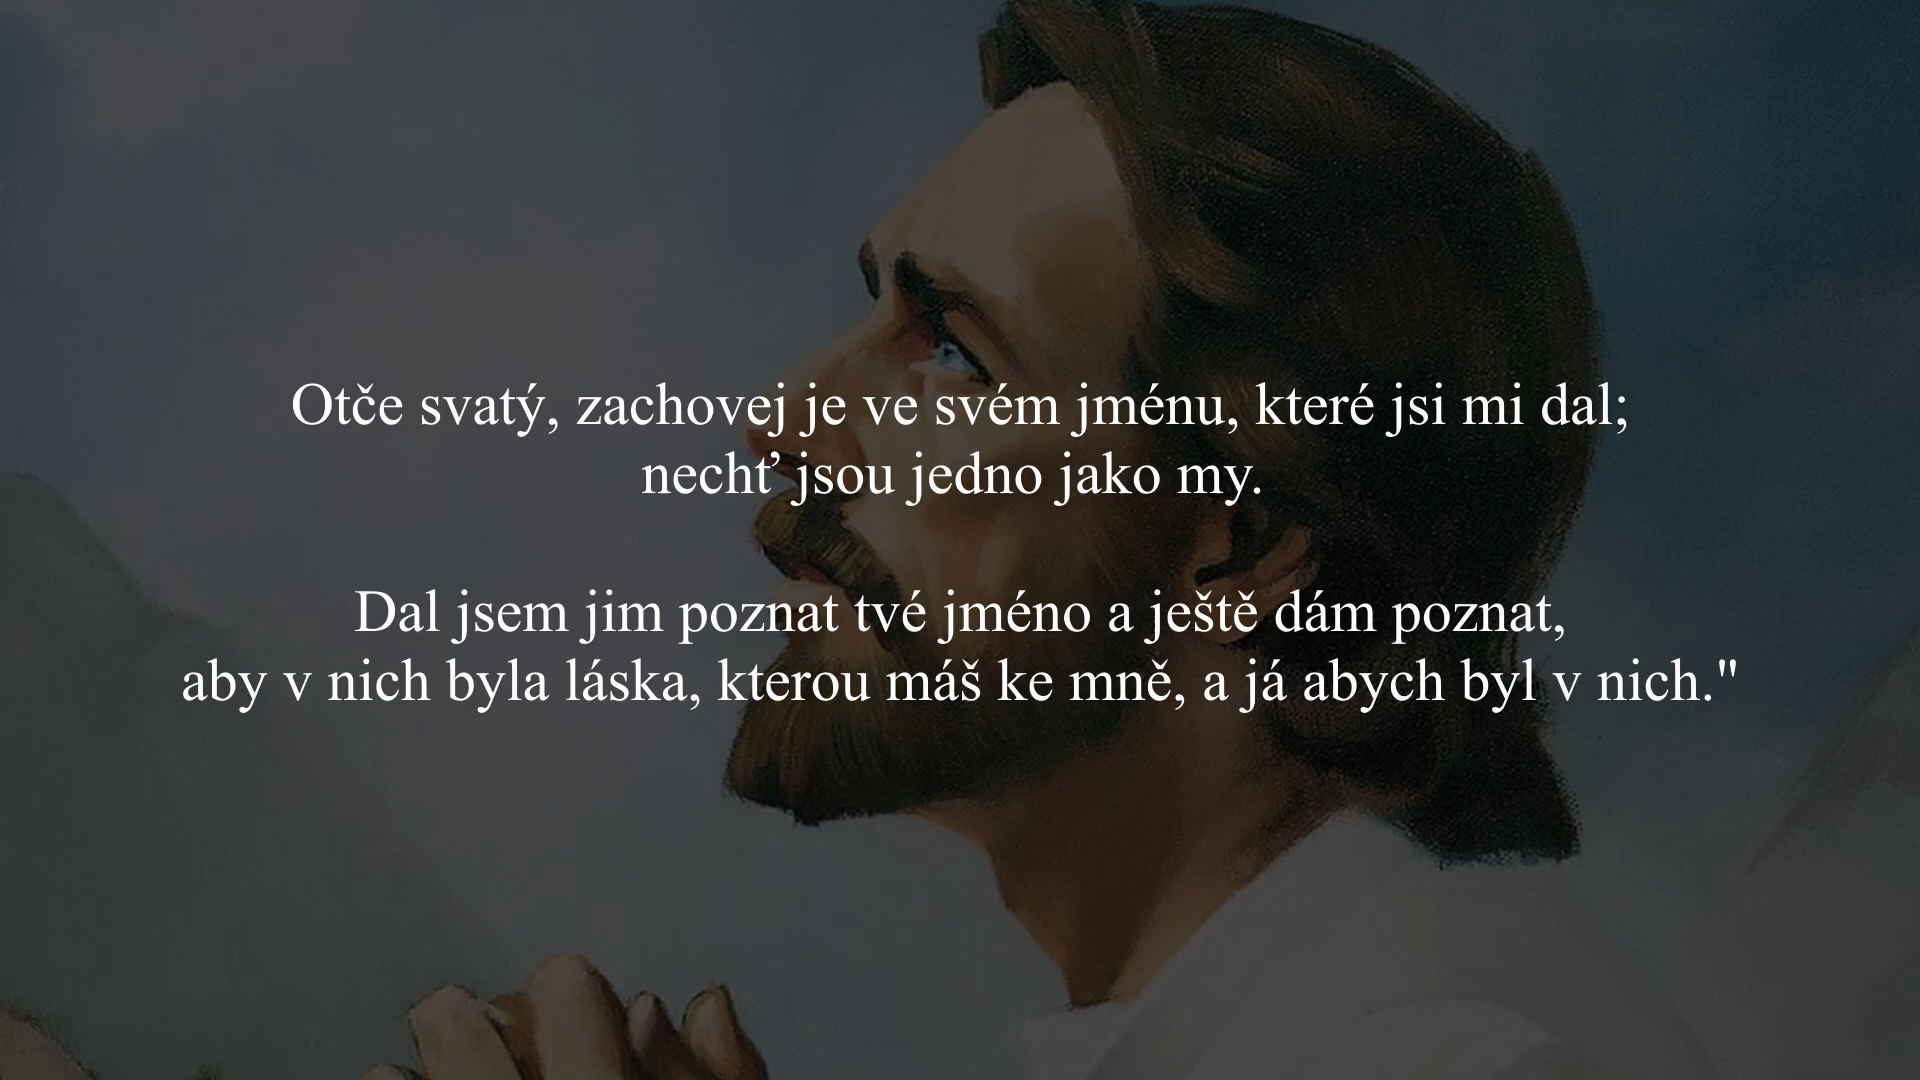 Otče svatý, zachovej je ve svém jménu, které jsi mi dal;
nechť jsou jedno jako my.
Dal jsem jim poznat tvé jméno a ještě dám poznat,
aby v nich byla láska, kterou máš ke mně, a já abych byl v nich."